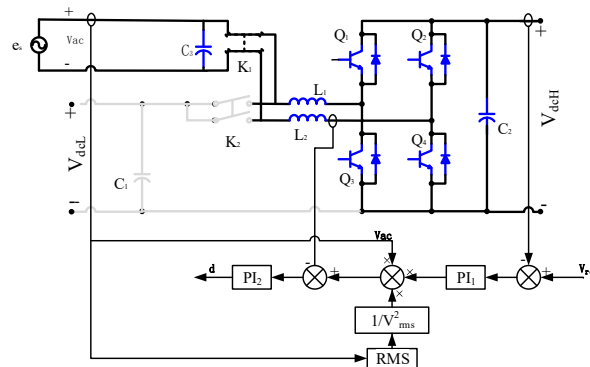 +
Vac
-
eₛ
C₃
K₁
K₂
L₁
L₂
+
VdcL
-
C₁
Q₁
Q₂
Q₃
Q₄
C₂
+
VdcH
-
Vac
d
PI₂
-
+
×
×
×
PI₁
-
+
1/V²rms
RMS